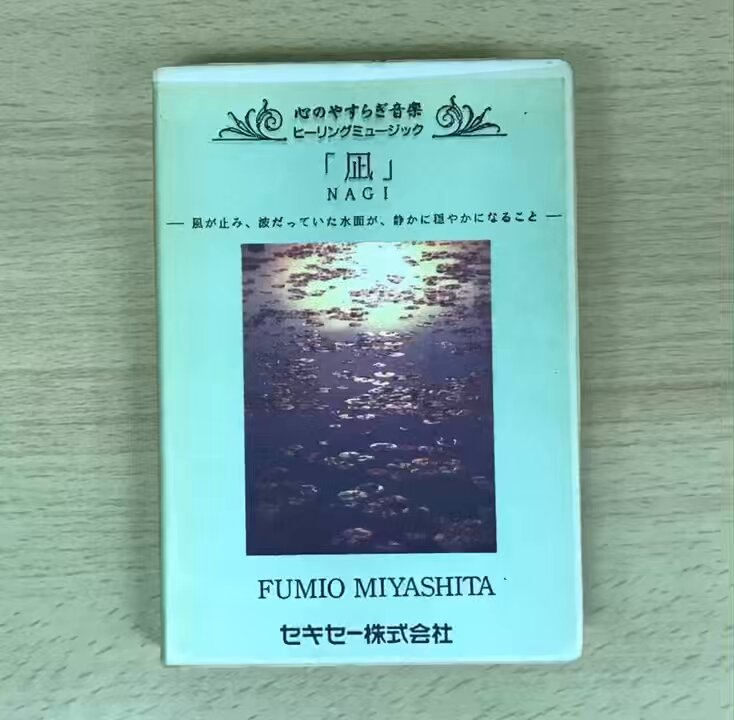 心のやすらぎ音楽
ヒーリングミュージック
「凪」
NAGI
― 風が止み、波だっていた水面が、静かに穏やかになること ―
FUMIO MIYASHITA
セキセー株式会社